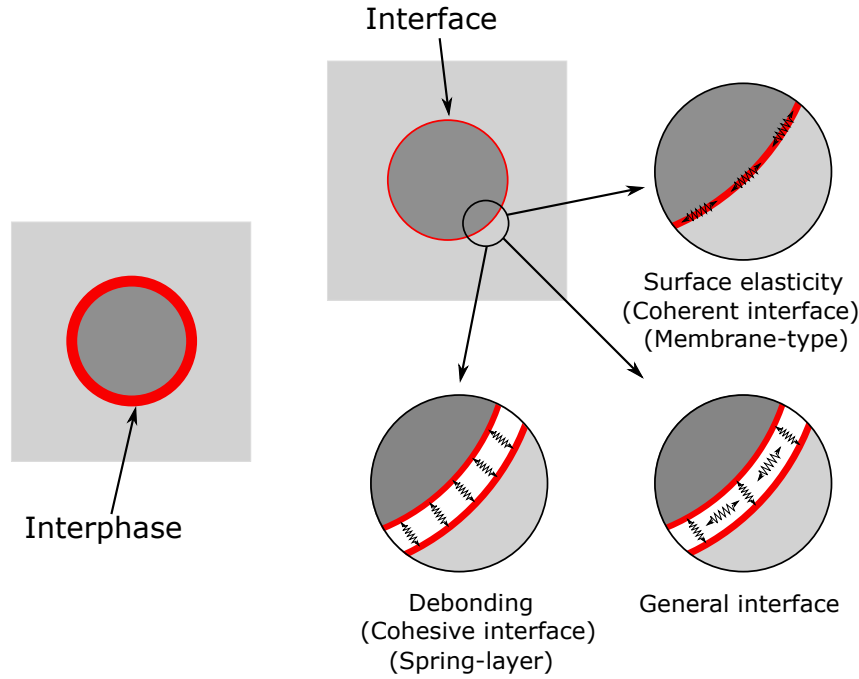 Interface
Surface elasticity
(Coherent interface)
(Membrane-type)
Interphase
Debonding
(Cohesive interface)
(Spring-layer)
General interface